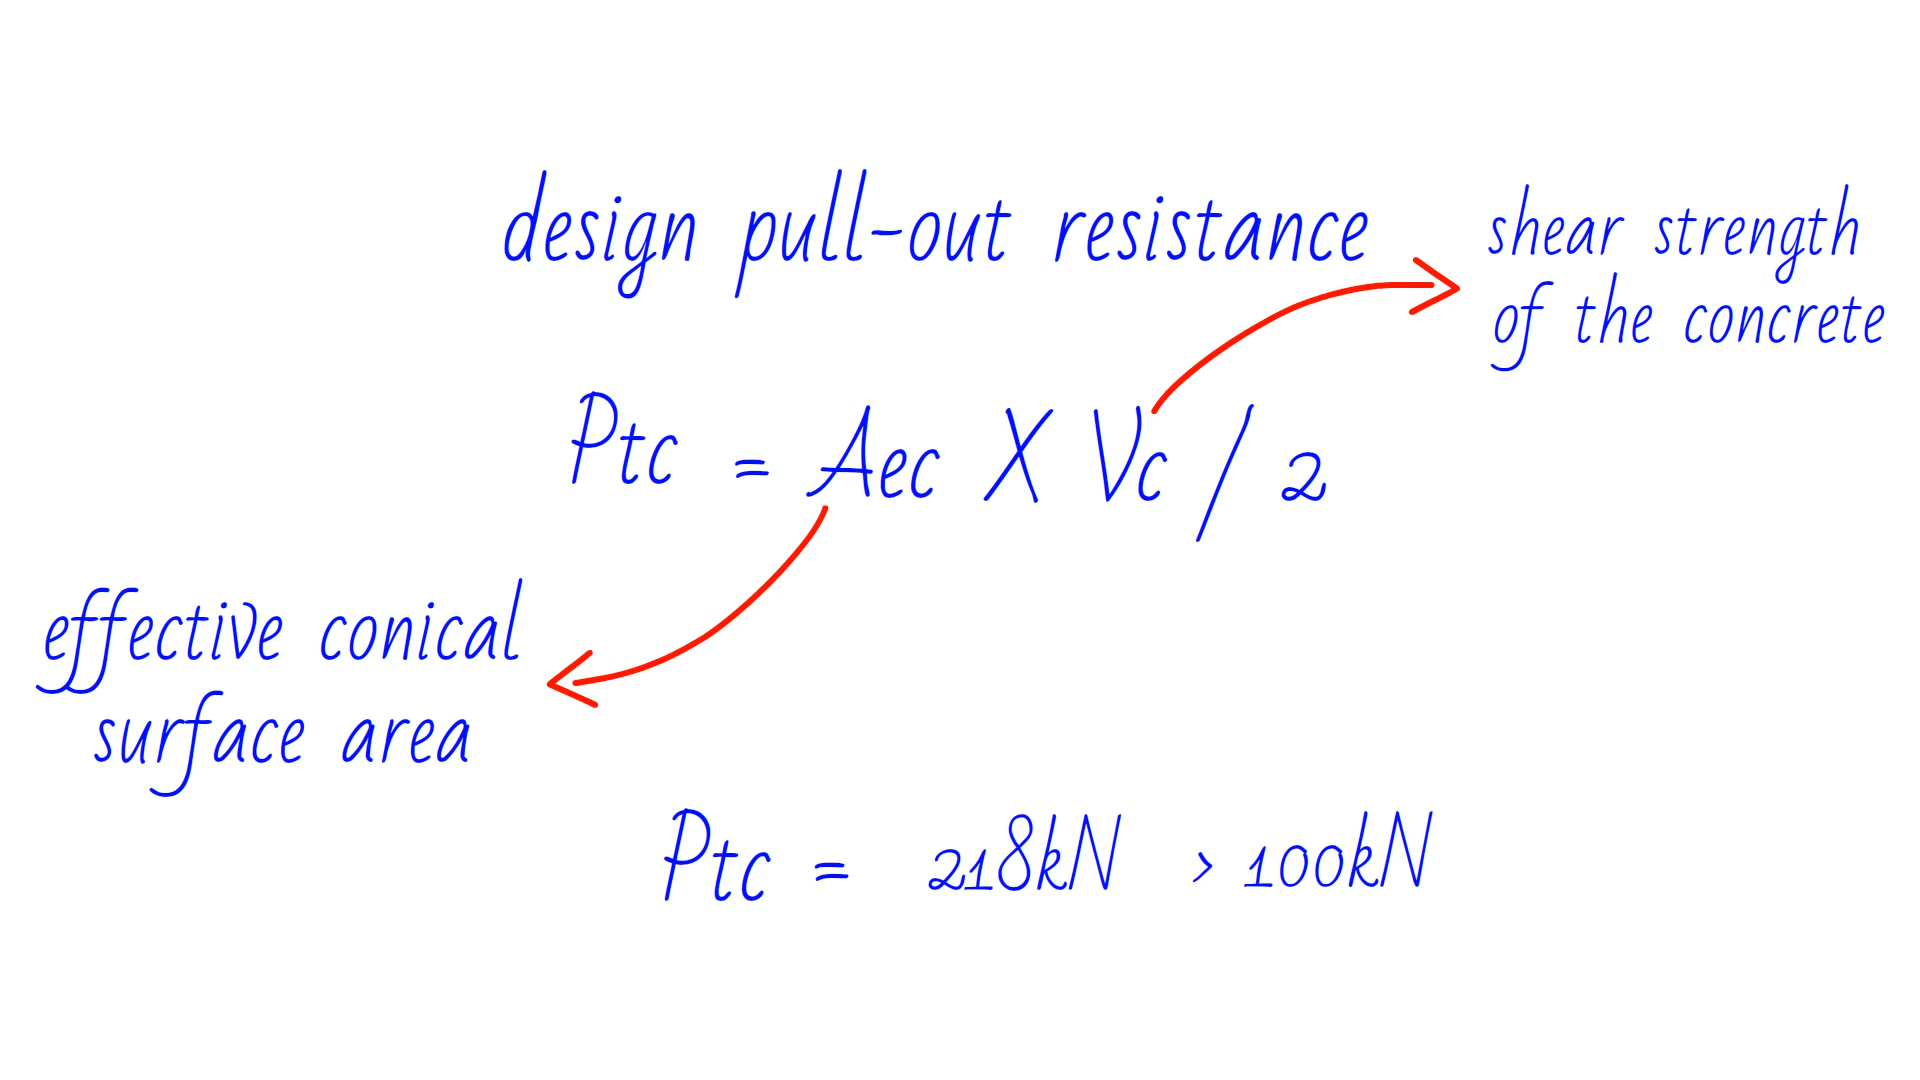 design pull-out resistance
shear strength
of the concrete
Ptc = Aec X Vc / 2
effective conical
surface area
Ptc = 218kN > 100kN